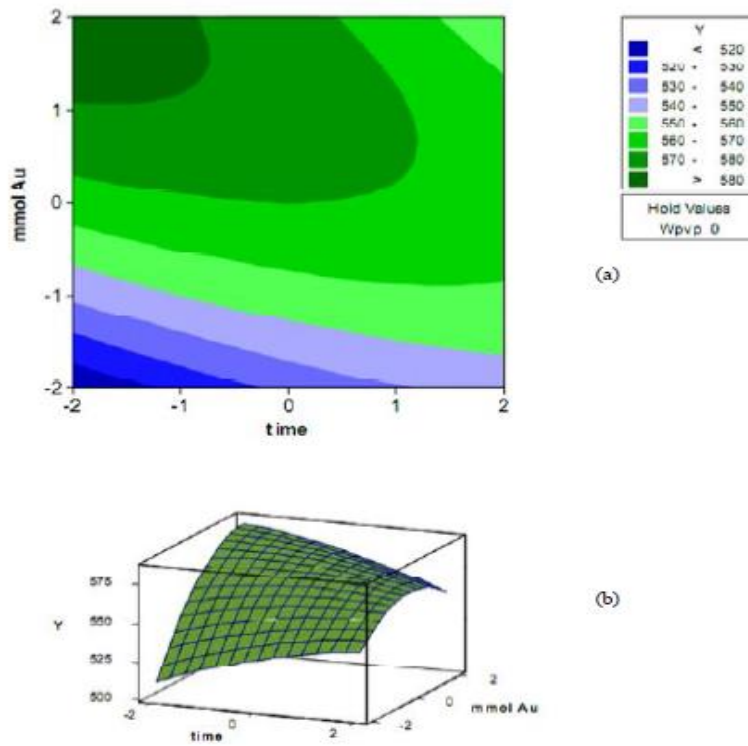 Y
< 520
520 - 530
530 - 540
540 - 550
550 - 560
560 - 570
570 - 580
> 580
Hold Values
Wpvp 0
2
1
0
-1
-2
mmol Au
-2
-1
0
1
2
time
(a)
575
550
525
500
Y
-2
0
2
time
-2
0
2
mmol Au
(b)